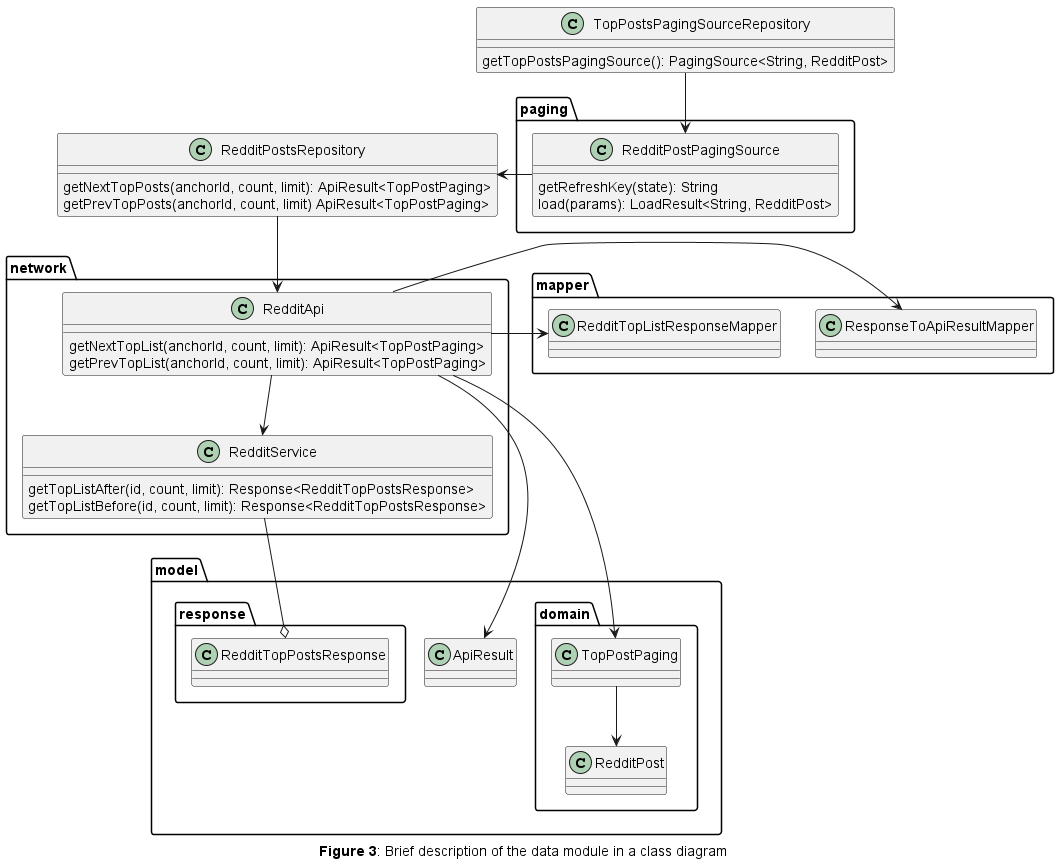 C TopPostsPagingSourceRepository
getTopPostsPagingSource(): PagingSource<String, RedditPost>
paging
C RedditPostsRepository
getNextTopPosts(anchorId, count, limit): ApiResult<TopPostPaging>
getPrevTopPosts(anchorId, count, limit) ApiResult<TopPostPaging>
C RedditPostPagingSource
getRefreshKey(state): String
load(params): LoadResult<String, RedditPost>
network
C RedditApi
getNextTopList(anchorId, count, limit): ApiResult<TopPostPaging>
getPrevTopList(anchorId, count, limit): ApiResult<TopPostPaging>
mapper
C RedditTopListResponseMapper
C ResponseToApiResultMapper
C RedditService
getTopListAfter(id, count, limit): Response<RedditTopPostsResponse>
getTopListBefore(id, count, limit): Response<RedditTopPostsResponse>
model
response
C RedditTopPostsResponse
C ApiResult
domain
C TopPostPaging
C RedditPost
Figure 3: Brief description of the data module in a class diagram